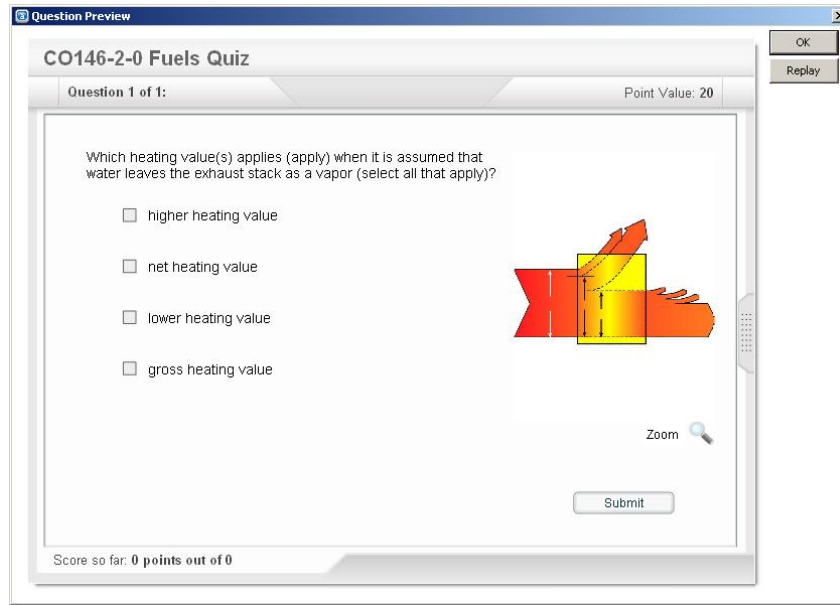 Question Preview
OK
Replay
CO146-2-0 Fuels Quiz
Question 1 of 1:
Point Value: 20
Which heating value(s) applies (apply) when it is assumed that
water leaves the exhaust stack as a vapor (select all that apply)?
higher heating value
net heating value
lower heating value
gross heating value
Zoom
Submit
Score so far: 0 points out of 0